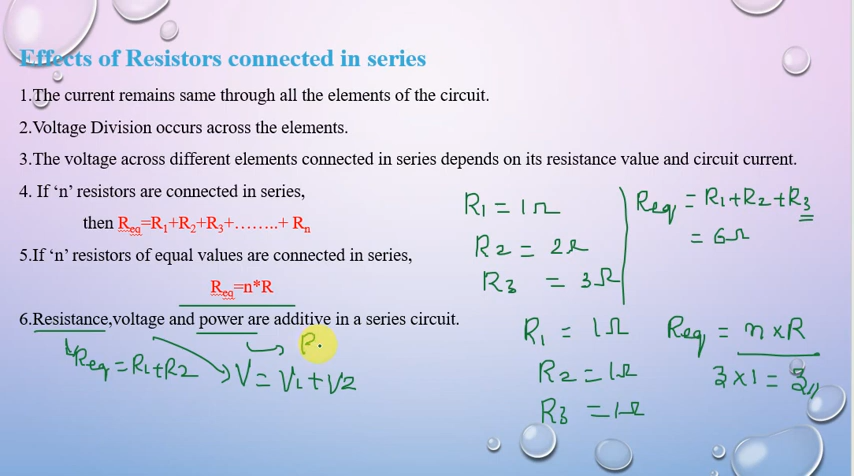 Effects of Resistors connected in series
1.The current remains same through all the elements of the circuit.
2.Voltage Division occurs across the elements.
3.The voltage across different elements connected in series depends on its resistance value and circuit current.
4. If ‘n’ resistors are connected in series,
then Req=R1+R2+R3+……..+ Rn
5.If ‘n’ resistors of equal values are connected in series,
Req=n*R
6.Resistance,voltage and power are additive in a series circuit.
Req = R1+R2
V = V1+V2
P.
R1 = 1Ω
R2 = 2Ω
R3 = 3Ω
Req = R1+R2+R3
= 6Ω
R1 = 1Ω
R2 = 1Ω
R3 = 1Ω
Req = n×R
3×1 = 3